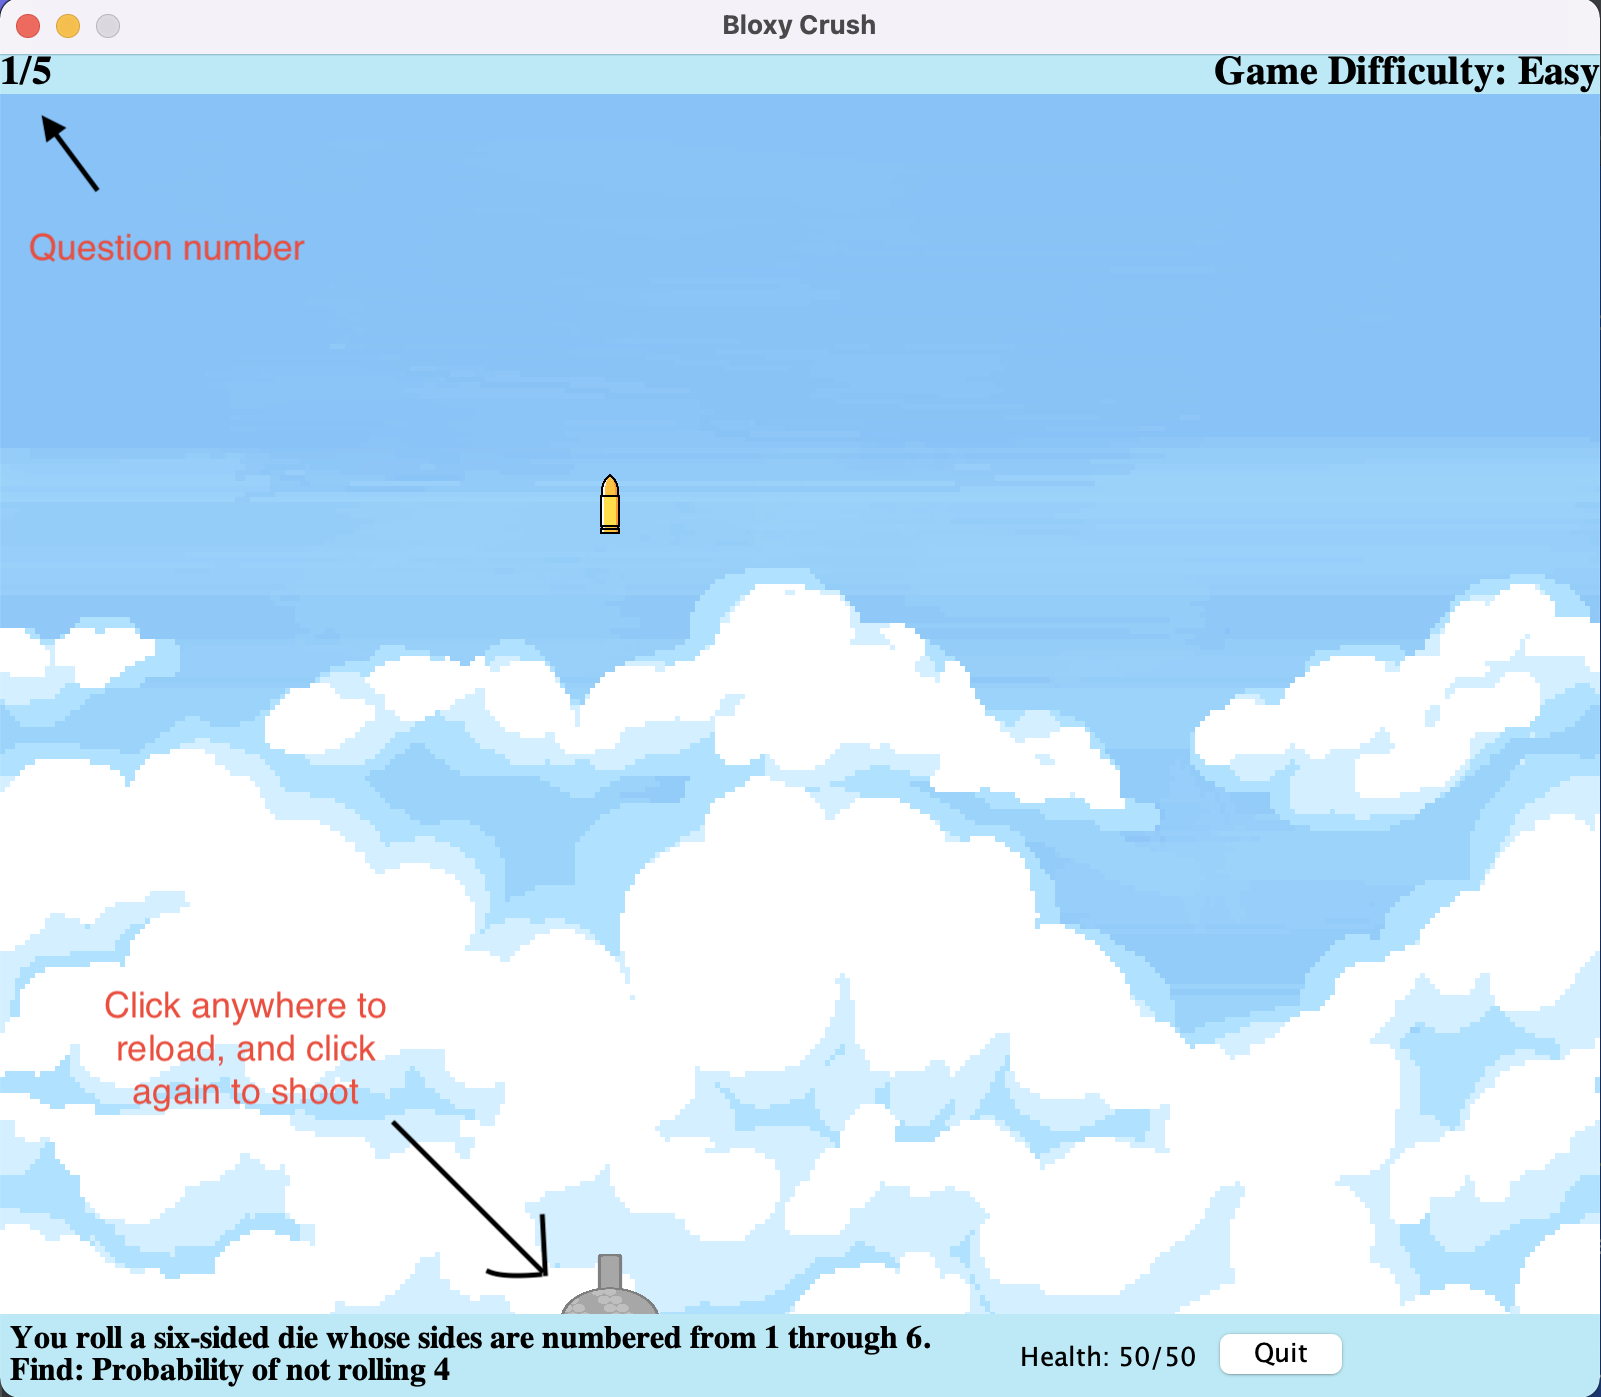 Bloxy Crush
1/5
Game Difficulty: Easy
Question number
Click anywhere to
reload, and click
again to shoot
You roll a six-sided die whose sides are numbered from 1 through 6.
Find: Probability of not rolling 4
Health: 50/50
Quit